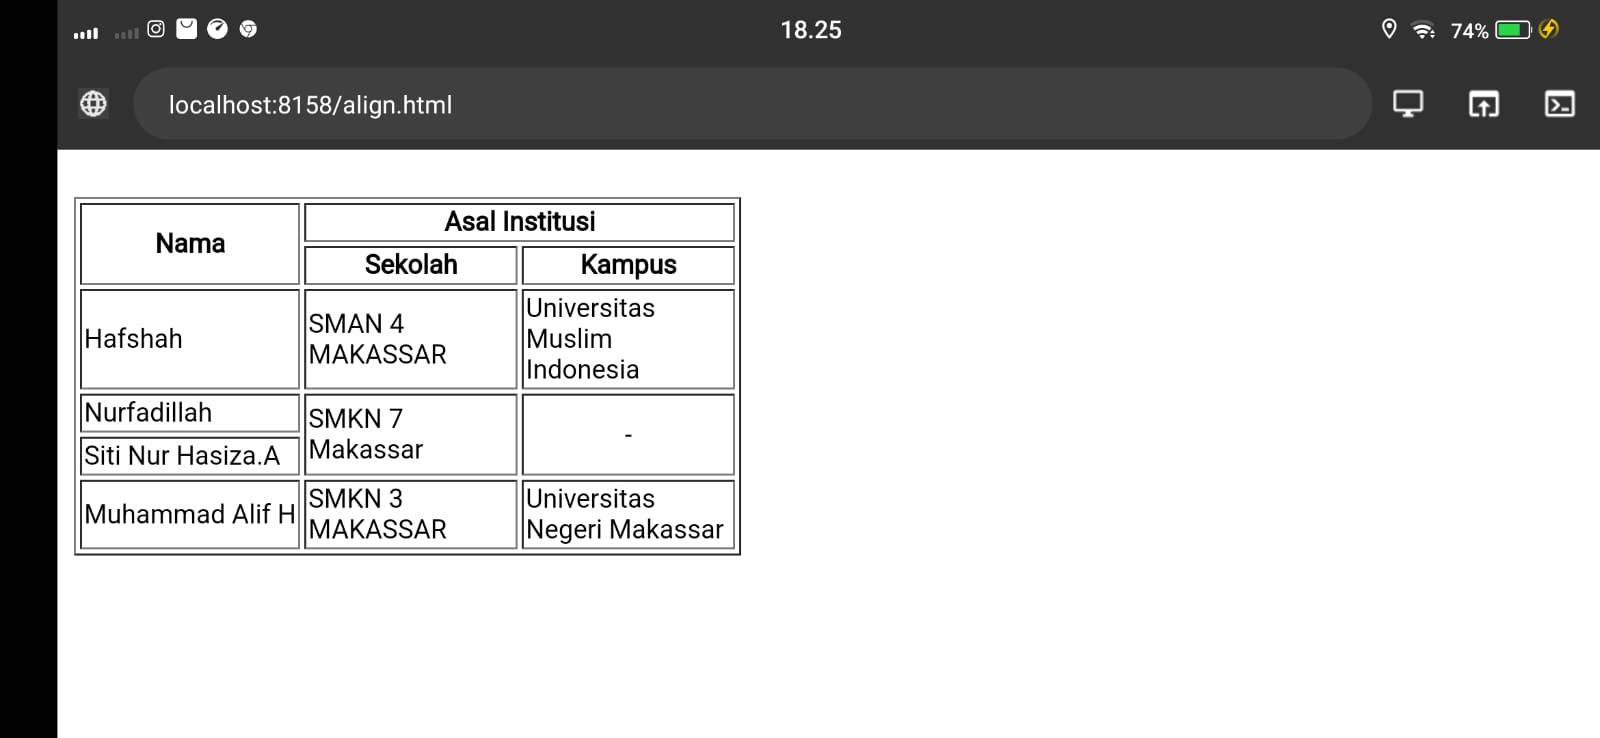 18.25
74%
localhost:8158/align.html
Nama
Asal Institusi
Sekolah
Kampus
Hafshah
SMAN 4
MAKASSAR
Universitas
Muslim
Indonesia
Nurfadillah
Siti Nur Hasiza.A
SMKN 7
Makassar
-
Muhammad Alif H
SMKN 3
MAKASSAR
Universitas
Negeri Makassar